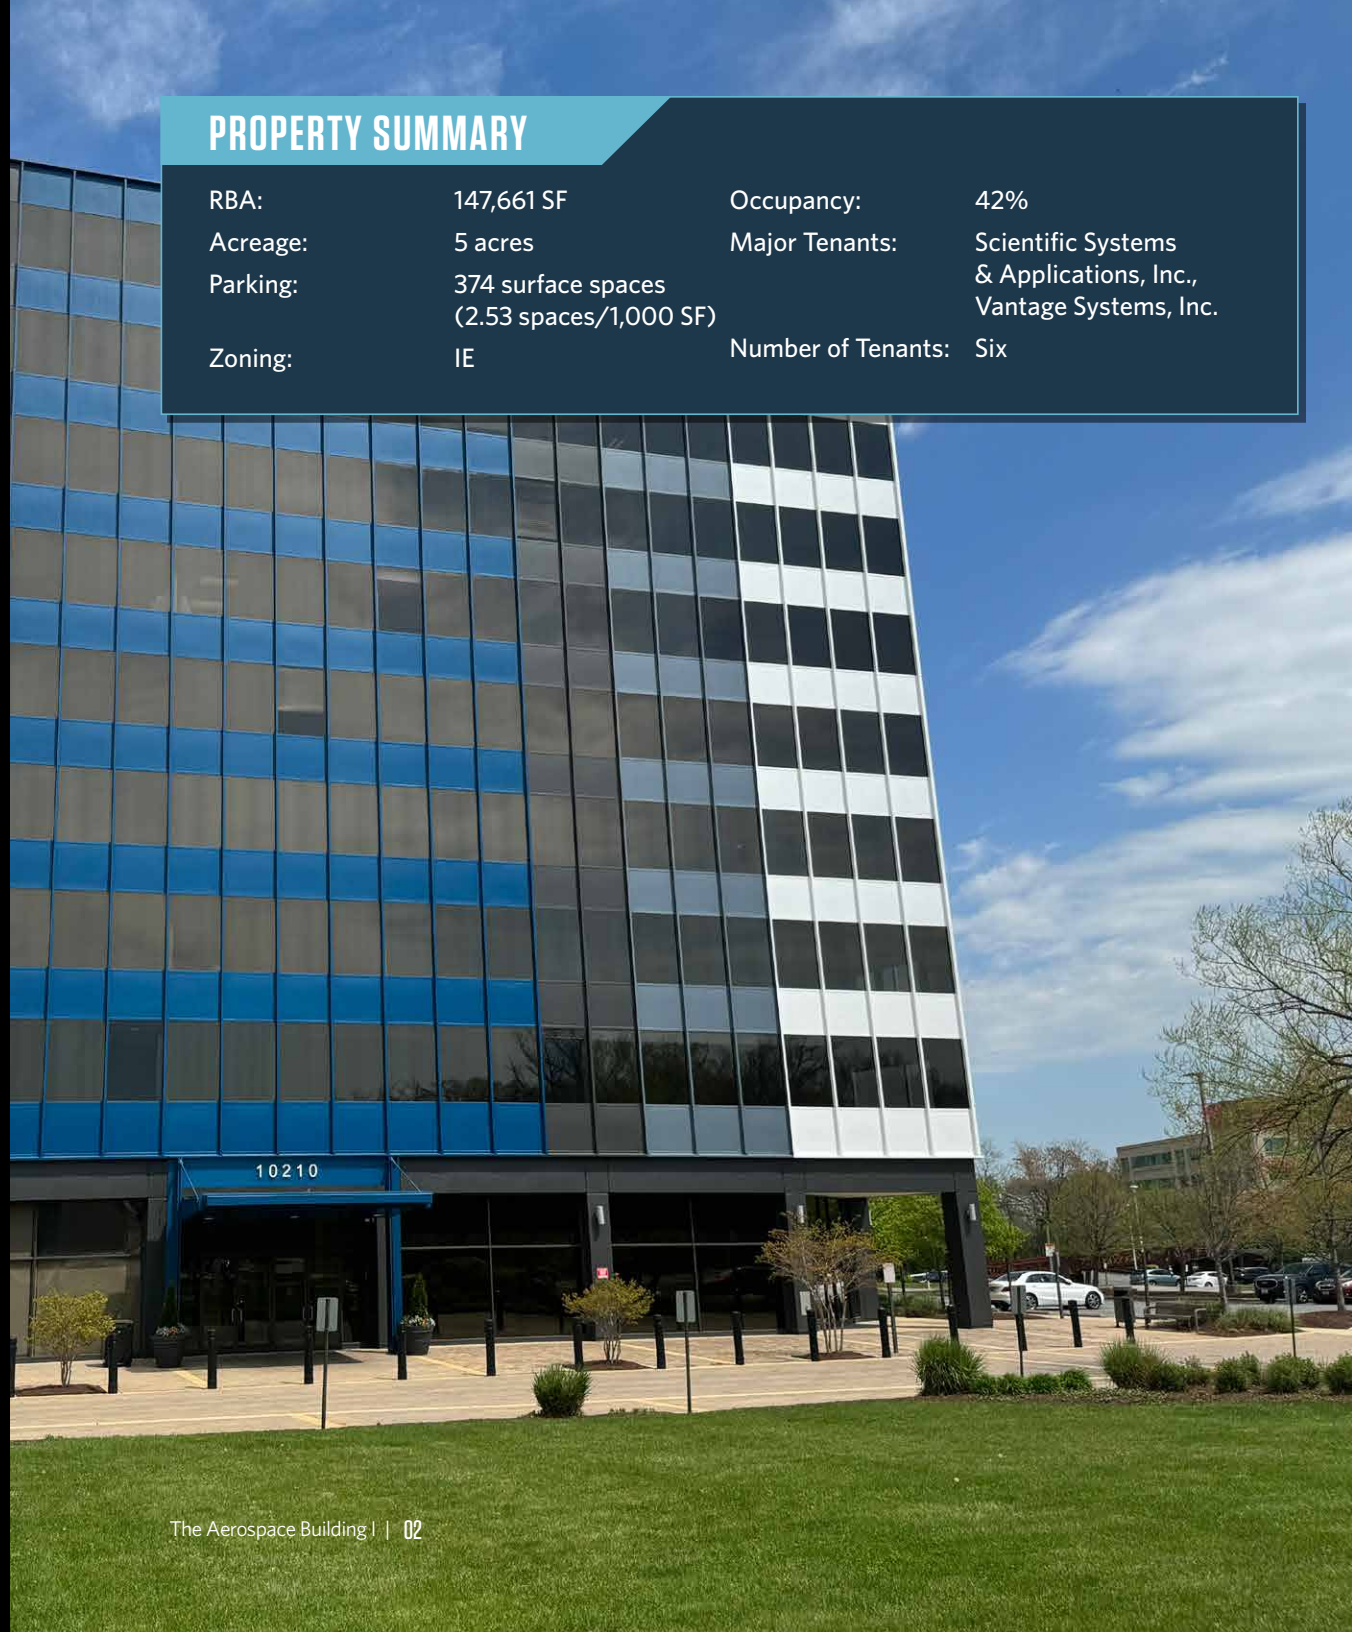 PROPERTY SUMMARY
RBA: 147,661 SF
Acreage: 5 acres
Parking: 374 surface spaces
(2.53 spaces/1,000 SF)
Zoning: IE
Occupancy: 42%
Major Tenants: Scientific Systems
& Applications, Inc.,
Vantage Systems, Inc.
Number of Tenants: Six
10210
The Aerospace Building I | 02